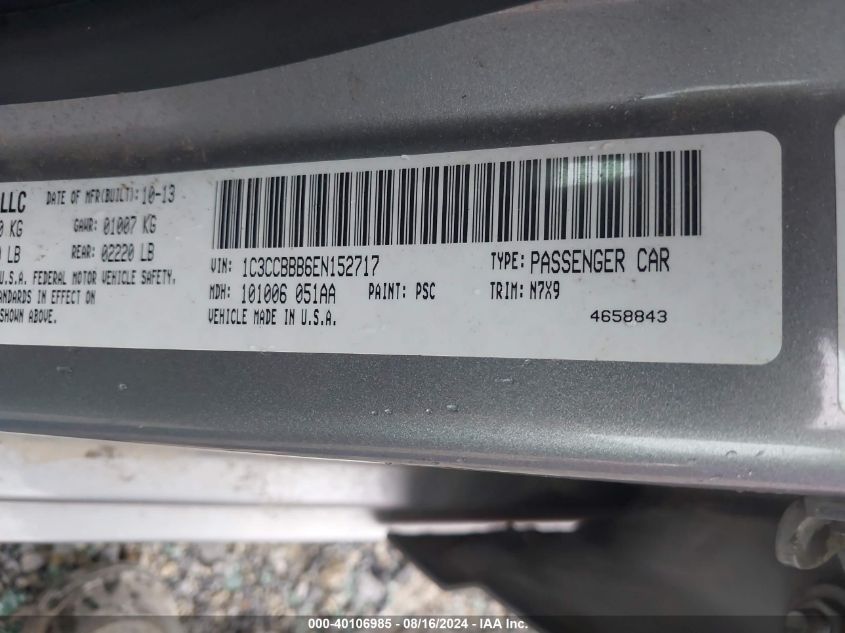 LLC DATE OF MFR(BUILT): 10-13
KG GAWR: 01007 KG
LB REAR: 02220 LB
U.S.A. FEDERAL MOTOR VEHICLE SAFETY.
STANDARDS IN EFFECT ON
SHOWN ABOVE.
VIN: 1C3CCBBB6EN152717 TYPE: PASSENGER CAR
MDH: 101006 051AA PAINT: PSC TRIM: N7X9
VEHICLE MADE IN U.S.A. 4658843
000-40106985 - 08/16/2024 - IAAI Inc.